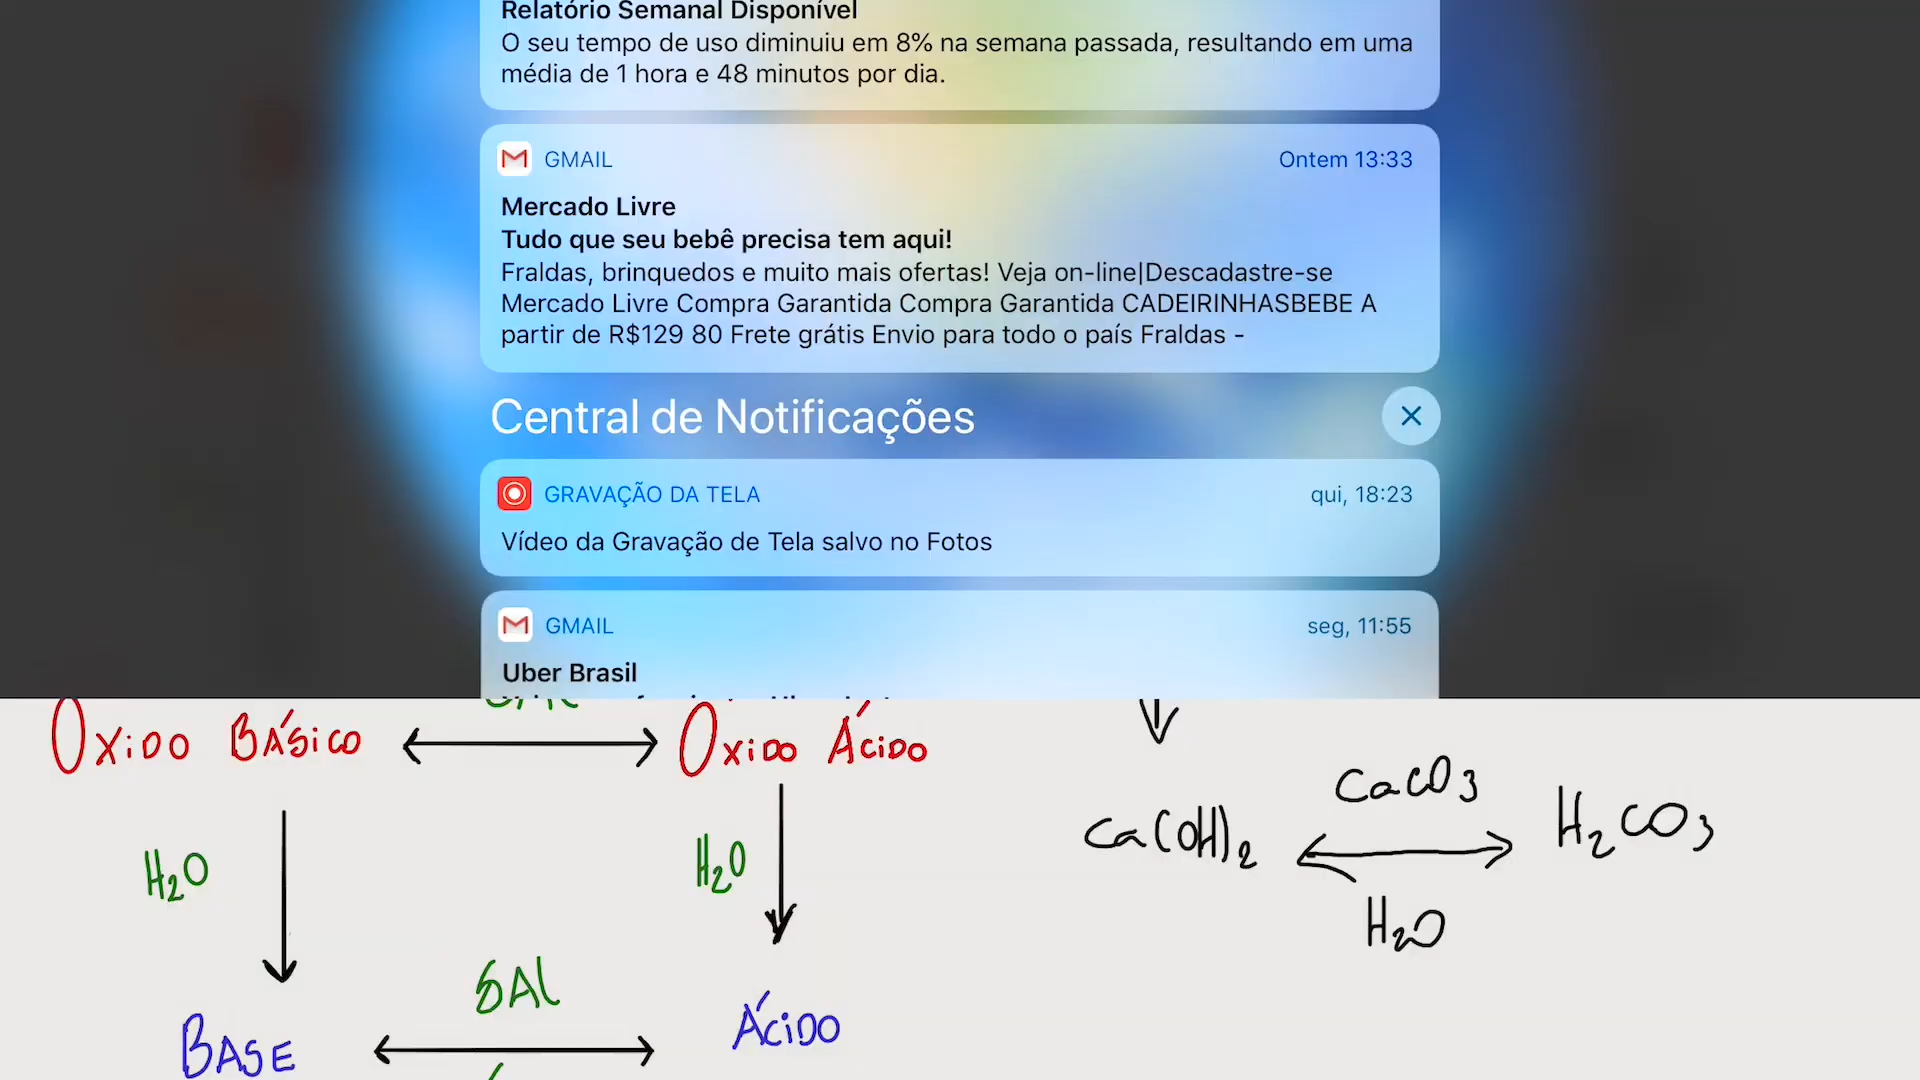 Relatório Semanal Disponível
O seu tempo de uso diminuiu em 8% na semana passada, resultando em uma
média de 1 hora e 48 minutos por dia.
GMAIL
Ontem 13:33
Mercado Livre
Tudo que seu bebê precisa tem aqui!
Fraldas, brinquedos e muito mais ofertas! Veja on-line|Descadastre-se
Mercado Livre Compra Garantida Compra Garantida CADEIRINHASBEBE A
partir de R$129 80 Frete grátis Envio para todo o país Fraldas -
Central de Notificações
GRAVAÇÃO DA TELA
qui, 18:23
Vídeo da Gravação de Tela salvo no Fotos
GMAIL
seg, 11:55
Uber Brasil
ÓXiDO BÁSiCO
ÓXiDO ÁCiDO
H₂O
H₂O
SAl
BASE
ÁCiDO
CaCO₃
Ca(OH)₂
H₂CO₃
H₂O